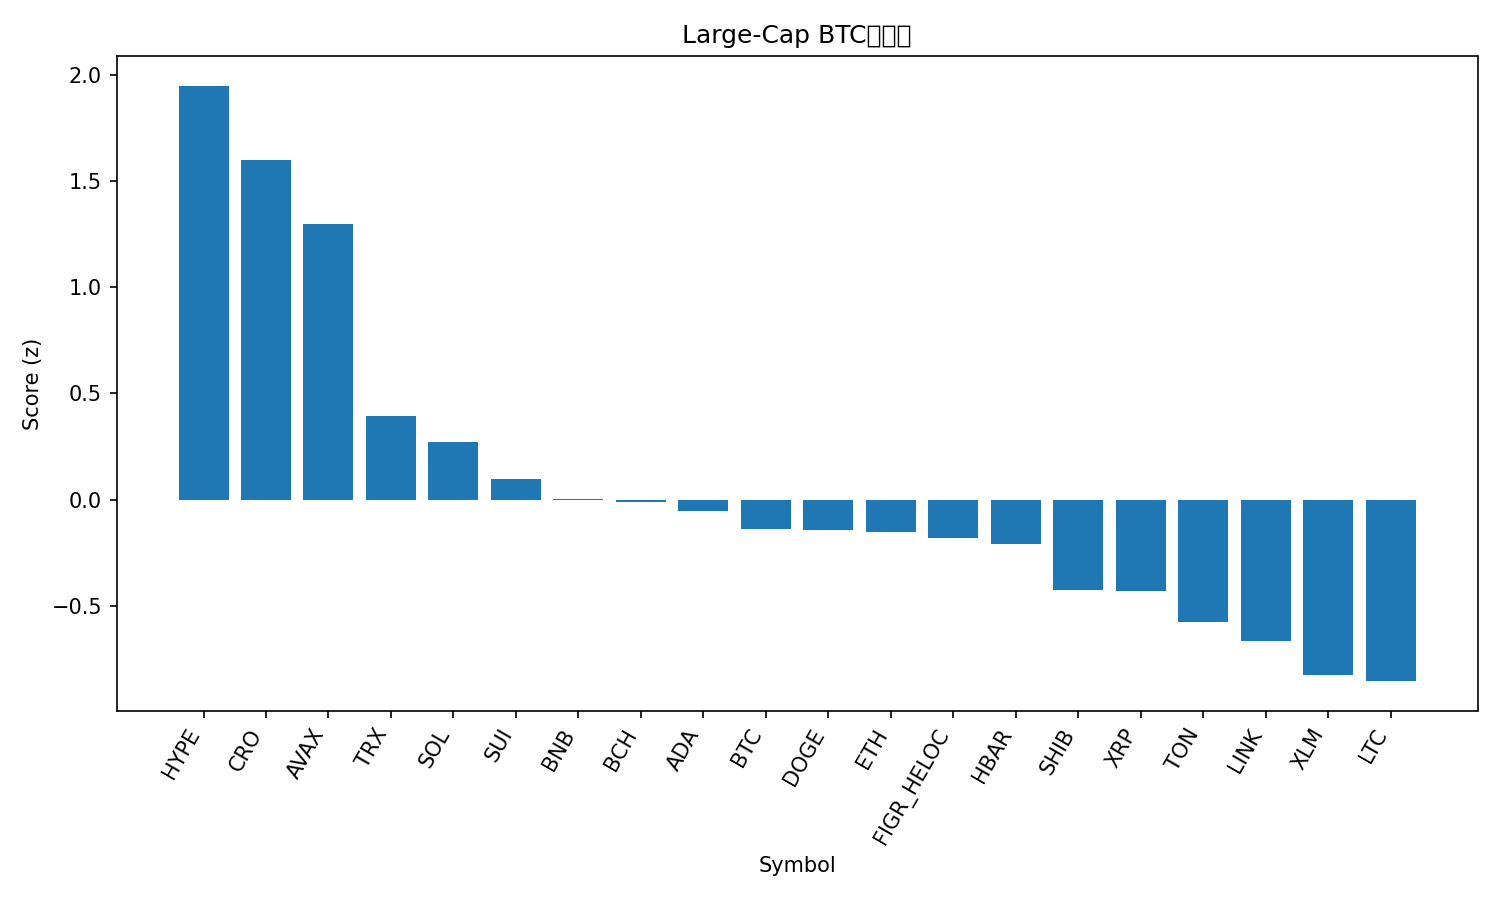 Large-Cap BTC
Score (z)
2.0
1.5
1.0
0.5
0.0
−0.5
HYPE
CRO
AVAX
TRX
SOL
SUI
BNB
BCH
ADA
BTC
DOGE
ETH
FIGR_HELOC
HBAR
SHIB
XRP
TON
LINK
XLM
LTC
Symbol